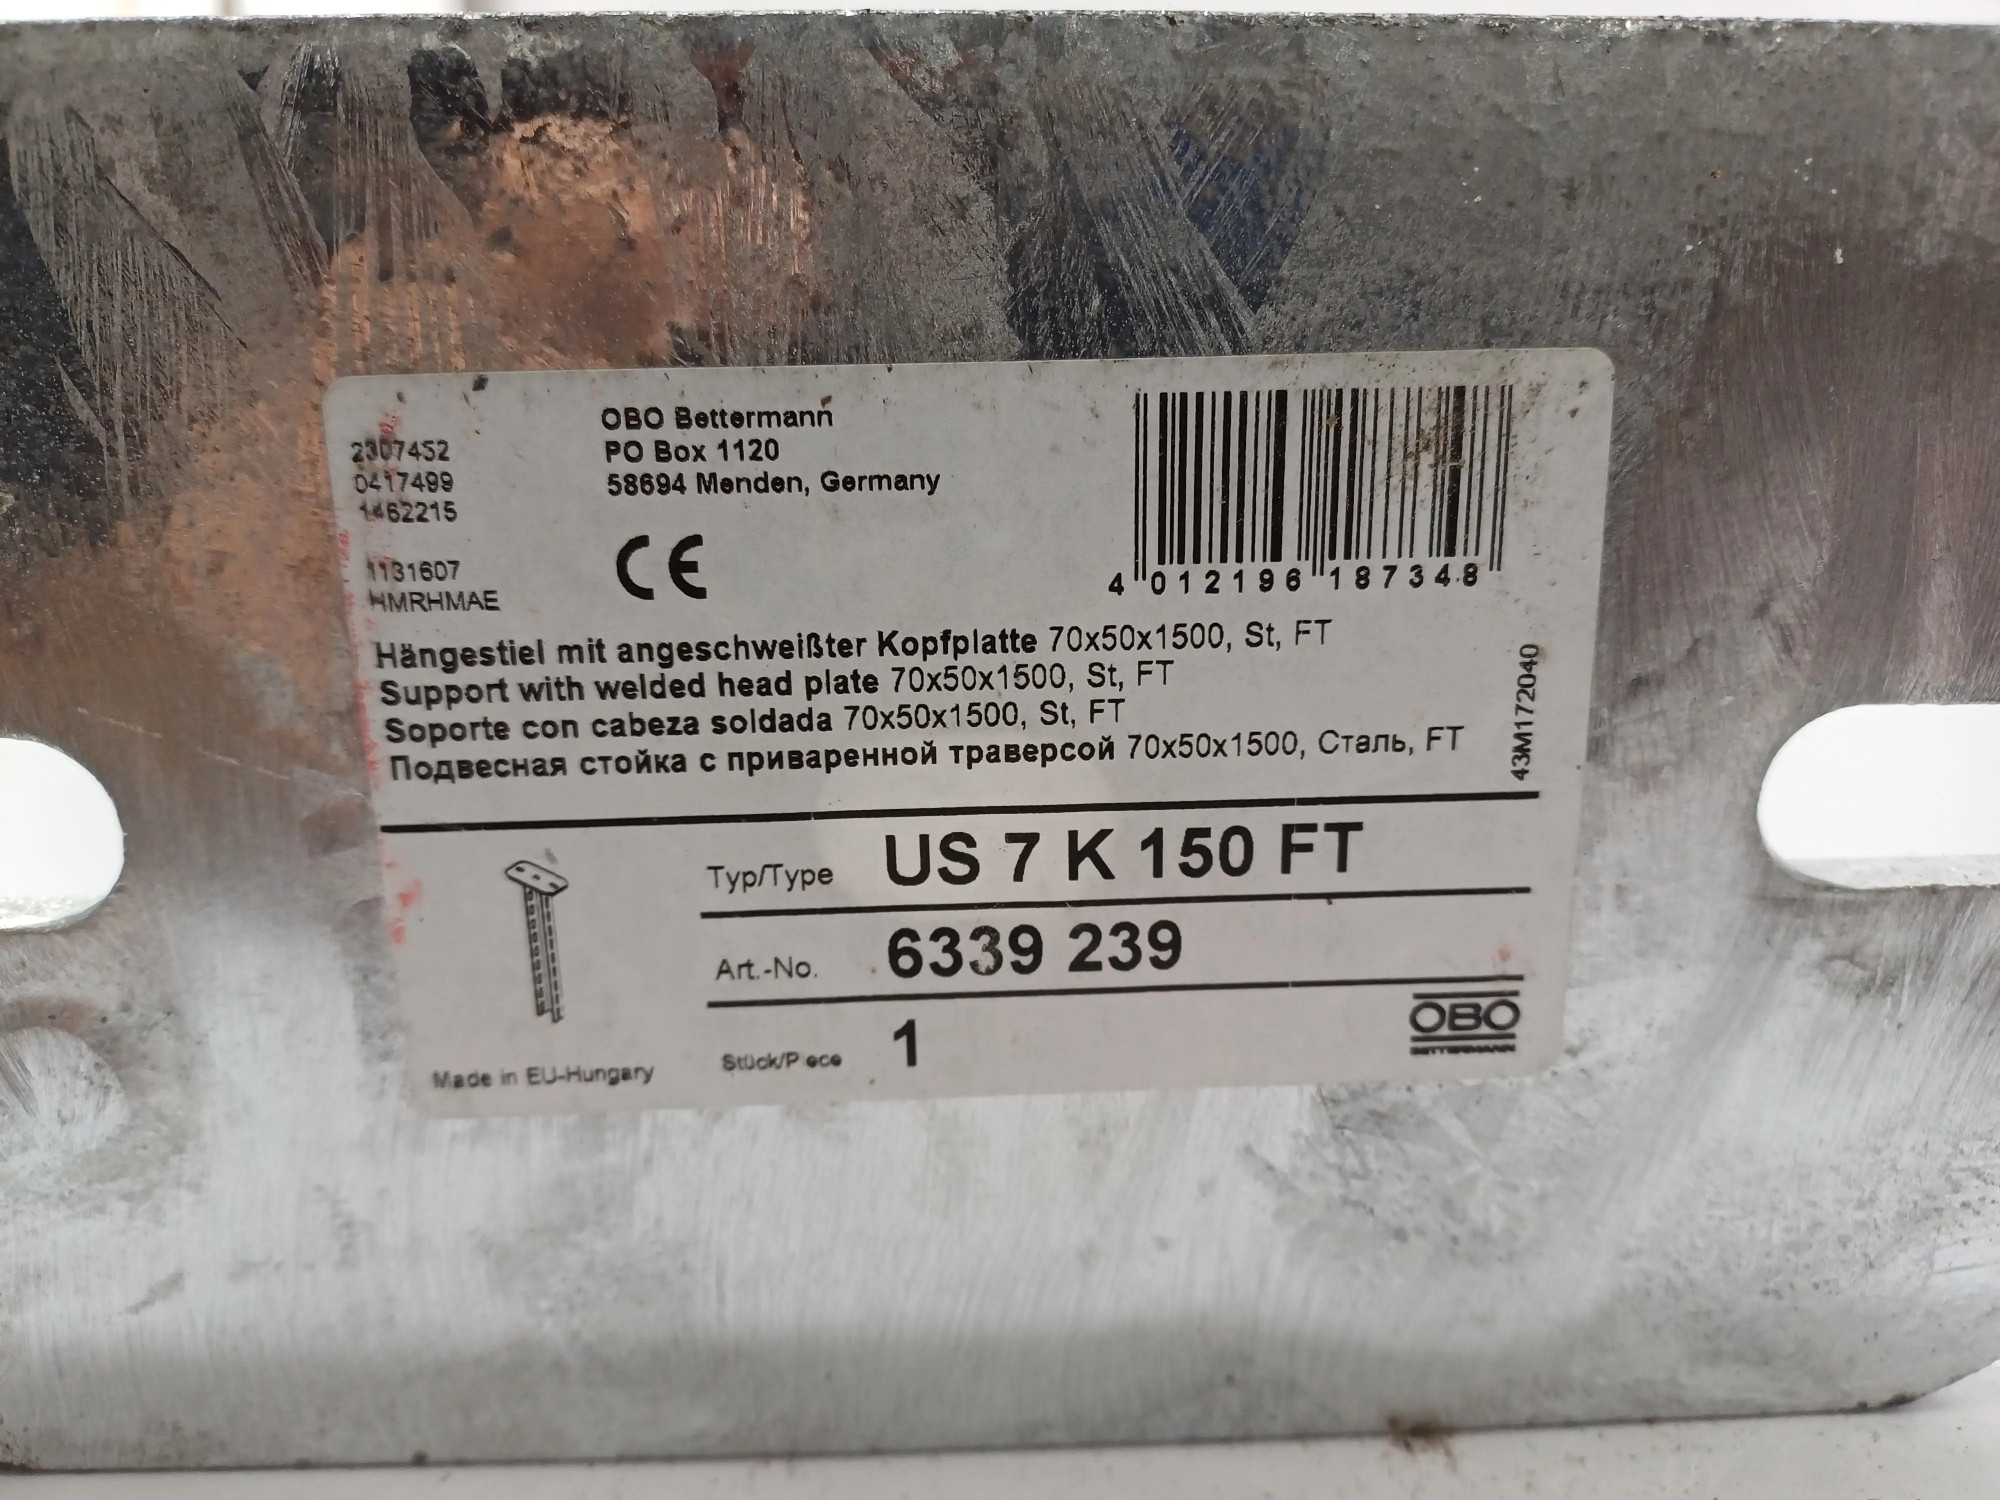 2307452
0417499
1462215
1131607
HMRHMAE
OBO Bettermann
PO Box 1120
58694 Menden, Germany
CE
4 012196 187348
Hängestiel mit angeschweißter Kopfplatte 70x50x1500, St, FT
Support with welded head plate 70x50x1500, St, FT
Soporte con cabeza soldada 70x50x1500, St, FT
Подвесная стойка с приваренной траверсой 70x50x1500, Сталь, FT
43M172040
Typ/Type US 7 K 150 FT
Art.-No. 6339 239
Stück/Piece 1
Made in EU-Hungary
OBO
BETTERMANN